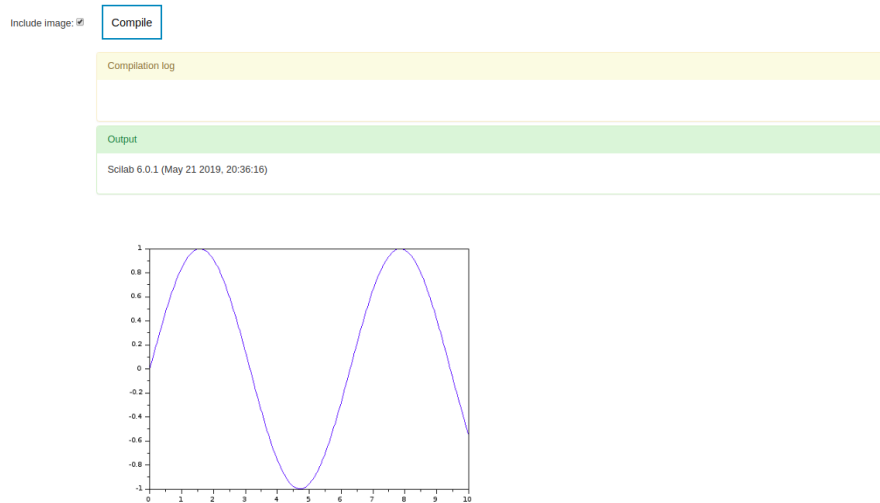 Include image: Compile
Compilation log
Output
Scilab 6.0.1 (May 21 2019, 20:36:16)
1
0.8
0.6
0.4
0.2
0
-0.2
-0.4
-0.6
-0.8
-1
0 1 2 3 4 5 6 7 8 9 10